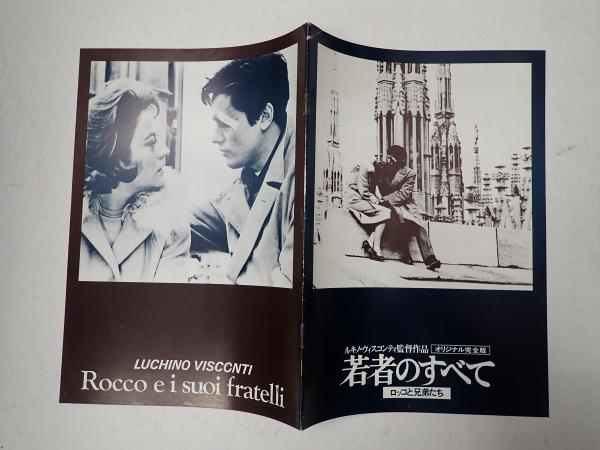 LUCHINO VISCONTI
Rocco e i suoi fratelli
ルキノ・ヴィスコンティ監督作品 オリジナル完全版
若者のすべて
ロッコと兄弟たち